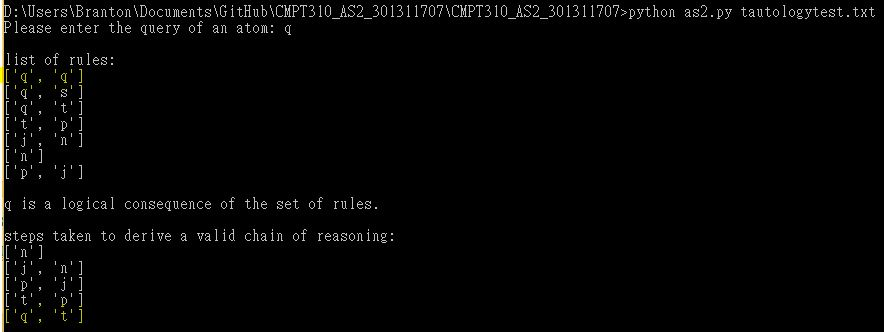 D:\Users\Branton\Documents\GitHub\CMPT310_AS2_301311707\CMPT310_AS2_301311707>python as2.py tautologytest.txt
Please enter the query of an atom: q
list of rules:
['q', 'q']
['q', 's']
['q', 't']
['t', 'p']
['j', 'n']
['n']
['p', 'j']
q is a logical consequence of the set of rules.
steps taken to derive a valid chain of reasoning:
['n']
['j', 'n']
['p', 'j']
['t', 'p']
['q', 't']